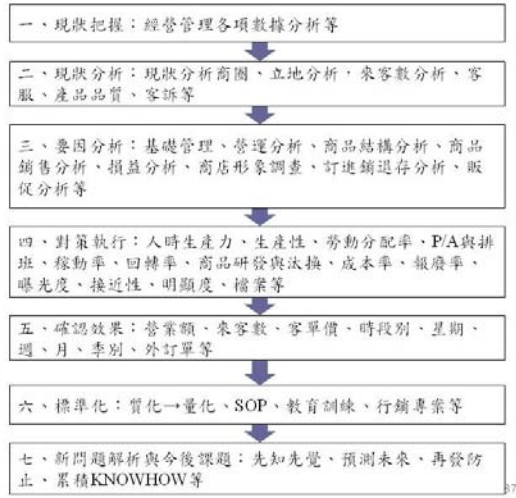 一、現狀把握：經營管理各項數據分析等
二、現狀分析：現狀分析商圈、立地分析，來客數分析、客
服、產品品質、客訴等
三、要因分析：基礎管理、營運分析、商品結構分析、商品
銷售分析、損益分析、商店形象調查、訂進銷退存分析、販
促分析等
四、對策執行：人時生產力、生產性、勞動分配率、P/A與排
班、稼動率、回轉率、商品研發與汰換、成本率、報廢率、
曝光度、接近性、明顯度、檔案等
五、確認效果：營業額、來客數、客單價、時段別、星期、
週、月、季別、外訂單等
六、標準化：質化→量化、SOP、教育訓練、行銷專案等
七、新問題解析與今後課題：先知先覺、預測未來、再發防
止、累積KNOWHOW等
87